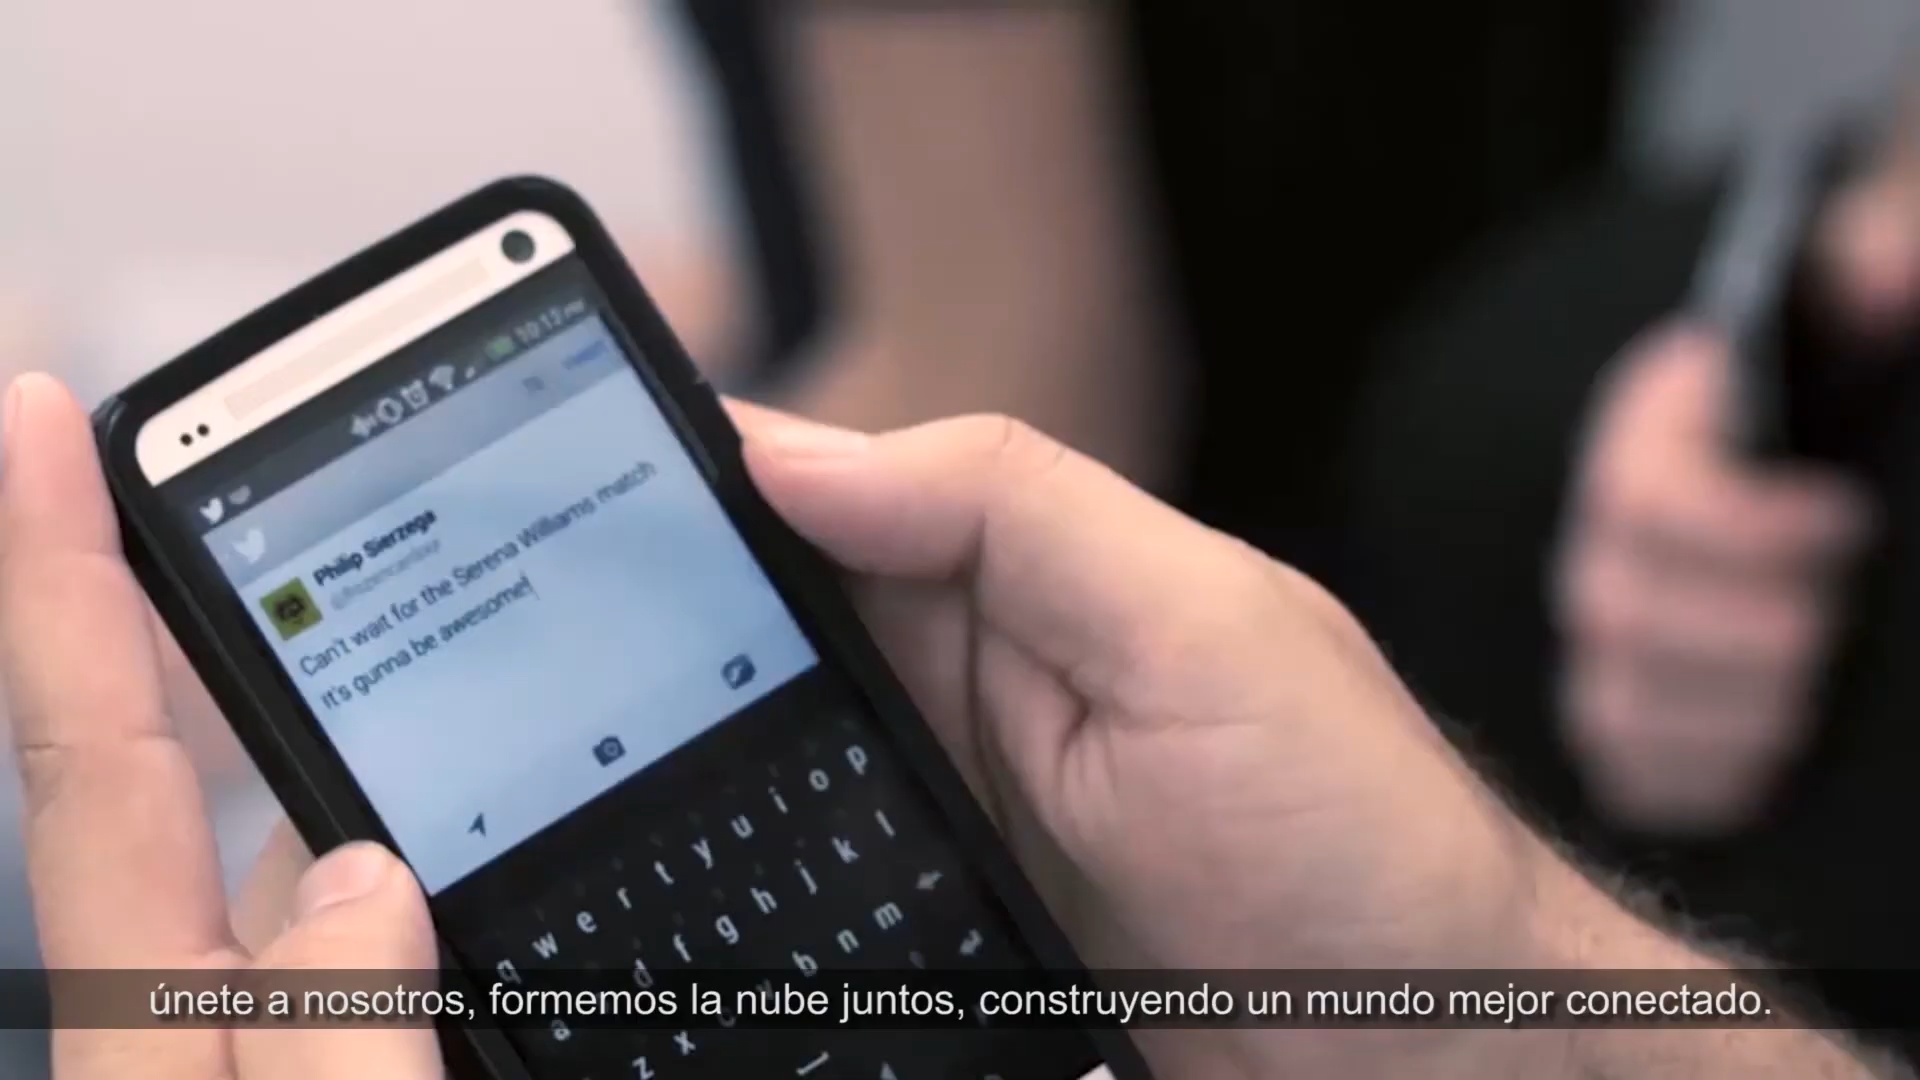 Philip Sierzega
Can't wait for the Serena Williams match
It's gunna be awesome!
q w e r t y u i o p
a d f g h j k l
z x c v b n m
únete a nosotros, formemos la nube juntos, construyendo un mundo mejor conectado.